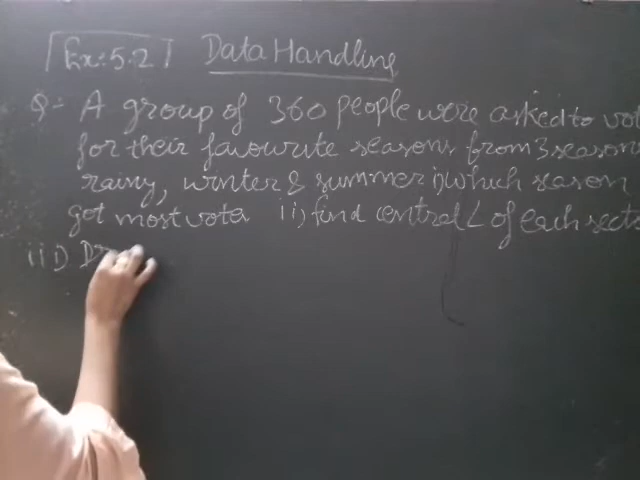 Ex:5.2 Data Handling
Q:- A group of 360 people were asked to vot
for their favourite seasons from 3 seasons
rainy, winter & summer i) which season
got most vote ii) find central ∠ of each secto
iii) Dr